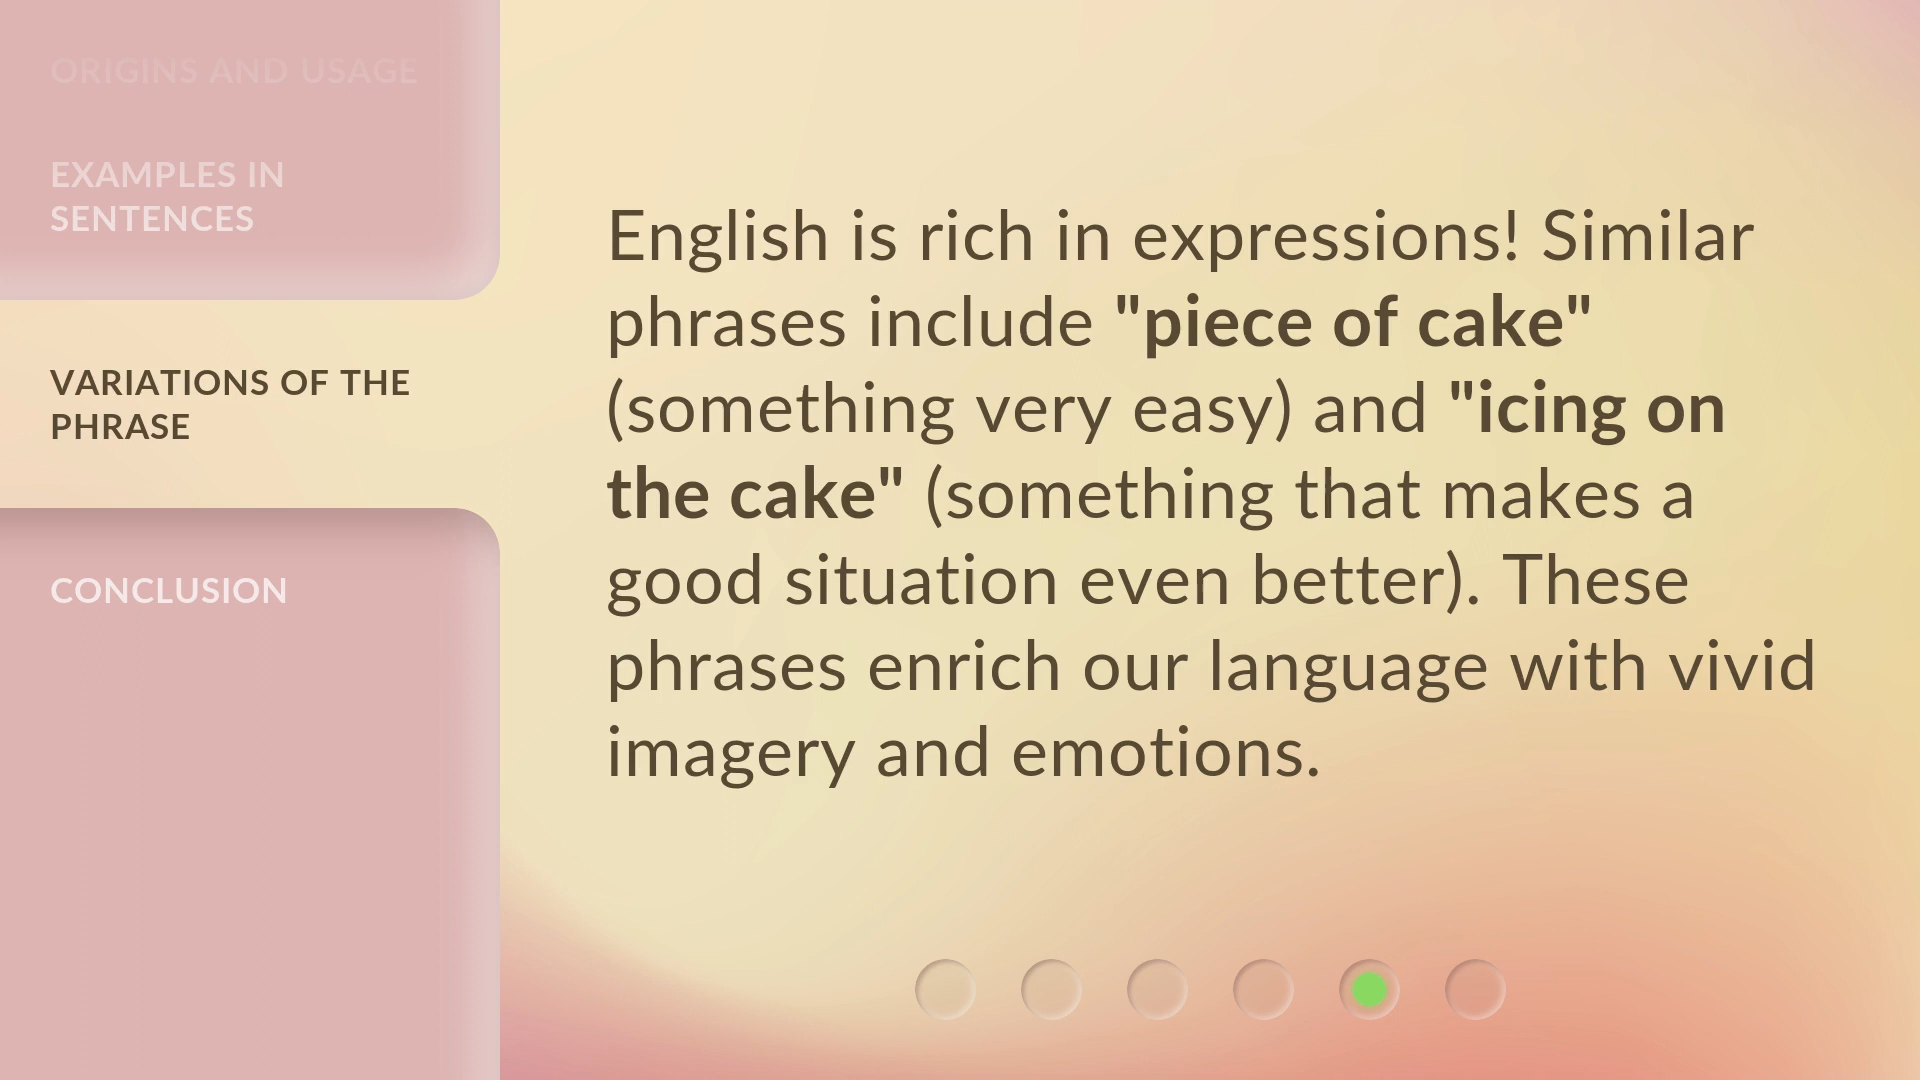 ORIGINS AND USAGE
EXAMPLES IN
SENTENCES
VARIATIONS OF THE
PHRASE
CONCLUSION
English is rich in expressions! Similar
phrases include "piece of cake"
(something very easy) and "icing on
the cake" (something that makes a
good situation even better). These
phrases enrich our language with vivid
imagery and emotions.